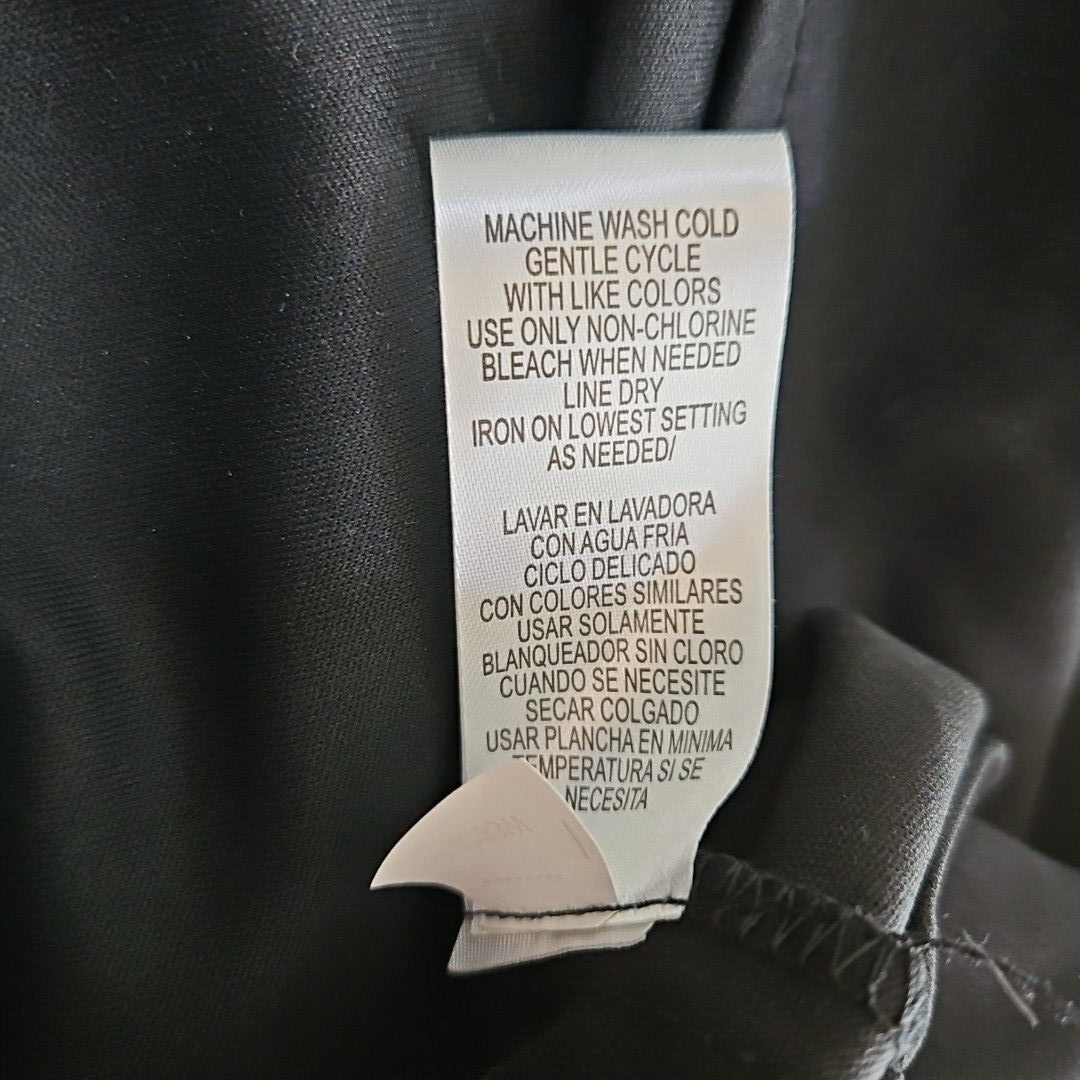 MACHINE WASH COLD
GENTLE CYCLE
WITH LIKE COLORS
USE ONLY NON-CHLORINE
BLEACH WHEN NEEDED
LINE DRY
IRON ON LOWEST SETTING
AS NEEDED/
LAVAR EN LAVADORA
CON AGUA FRIA
CICLO DELICADO
CON COLORES SIMILARES
USAR SOLAMENTE
BLANQUEADOR SIN CLORO
CUANDO SE NECESITE
SECAR COLGADO
USAR PLANCHA EN MINIMA
TEMPERATURA SI SE
NECESITA